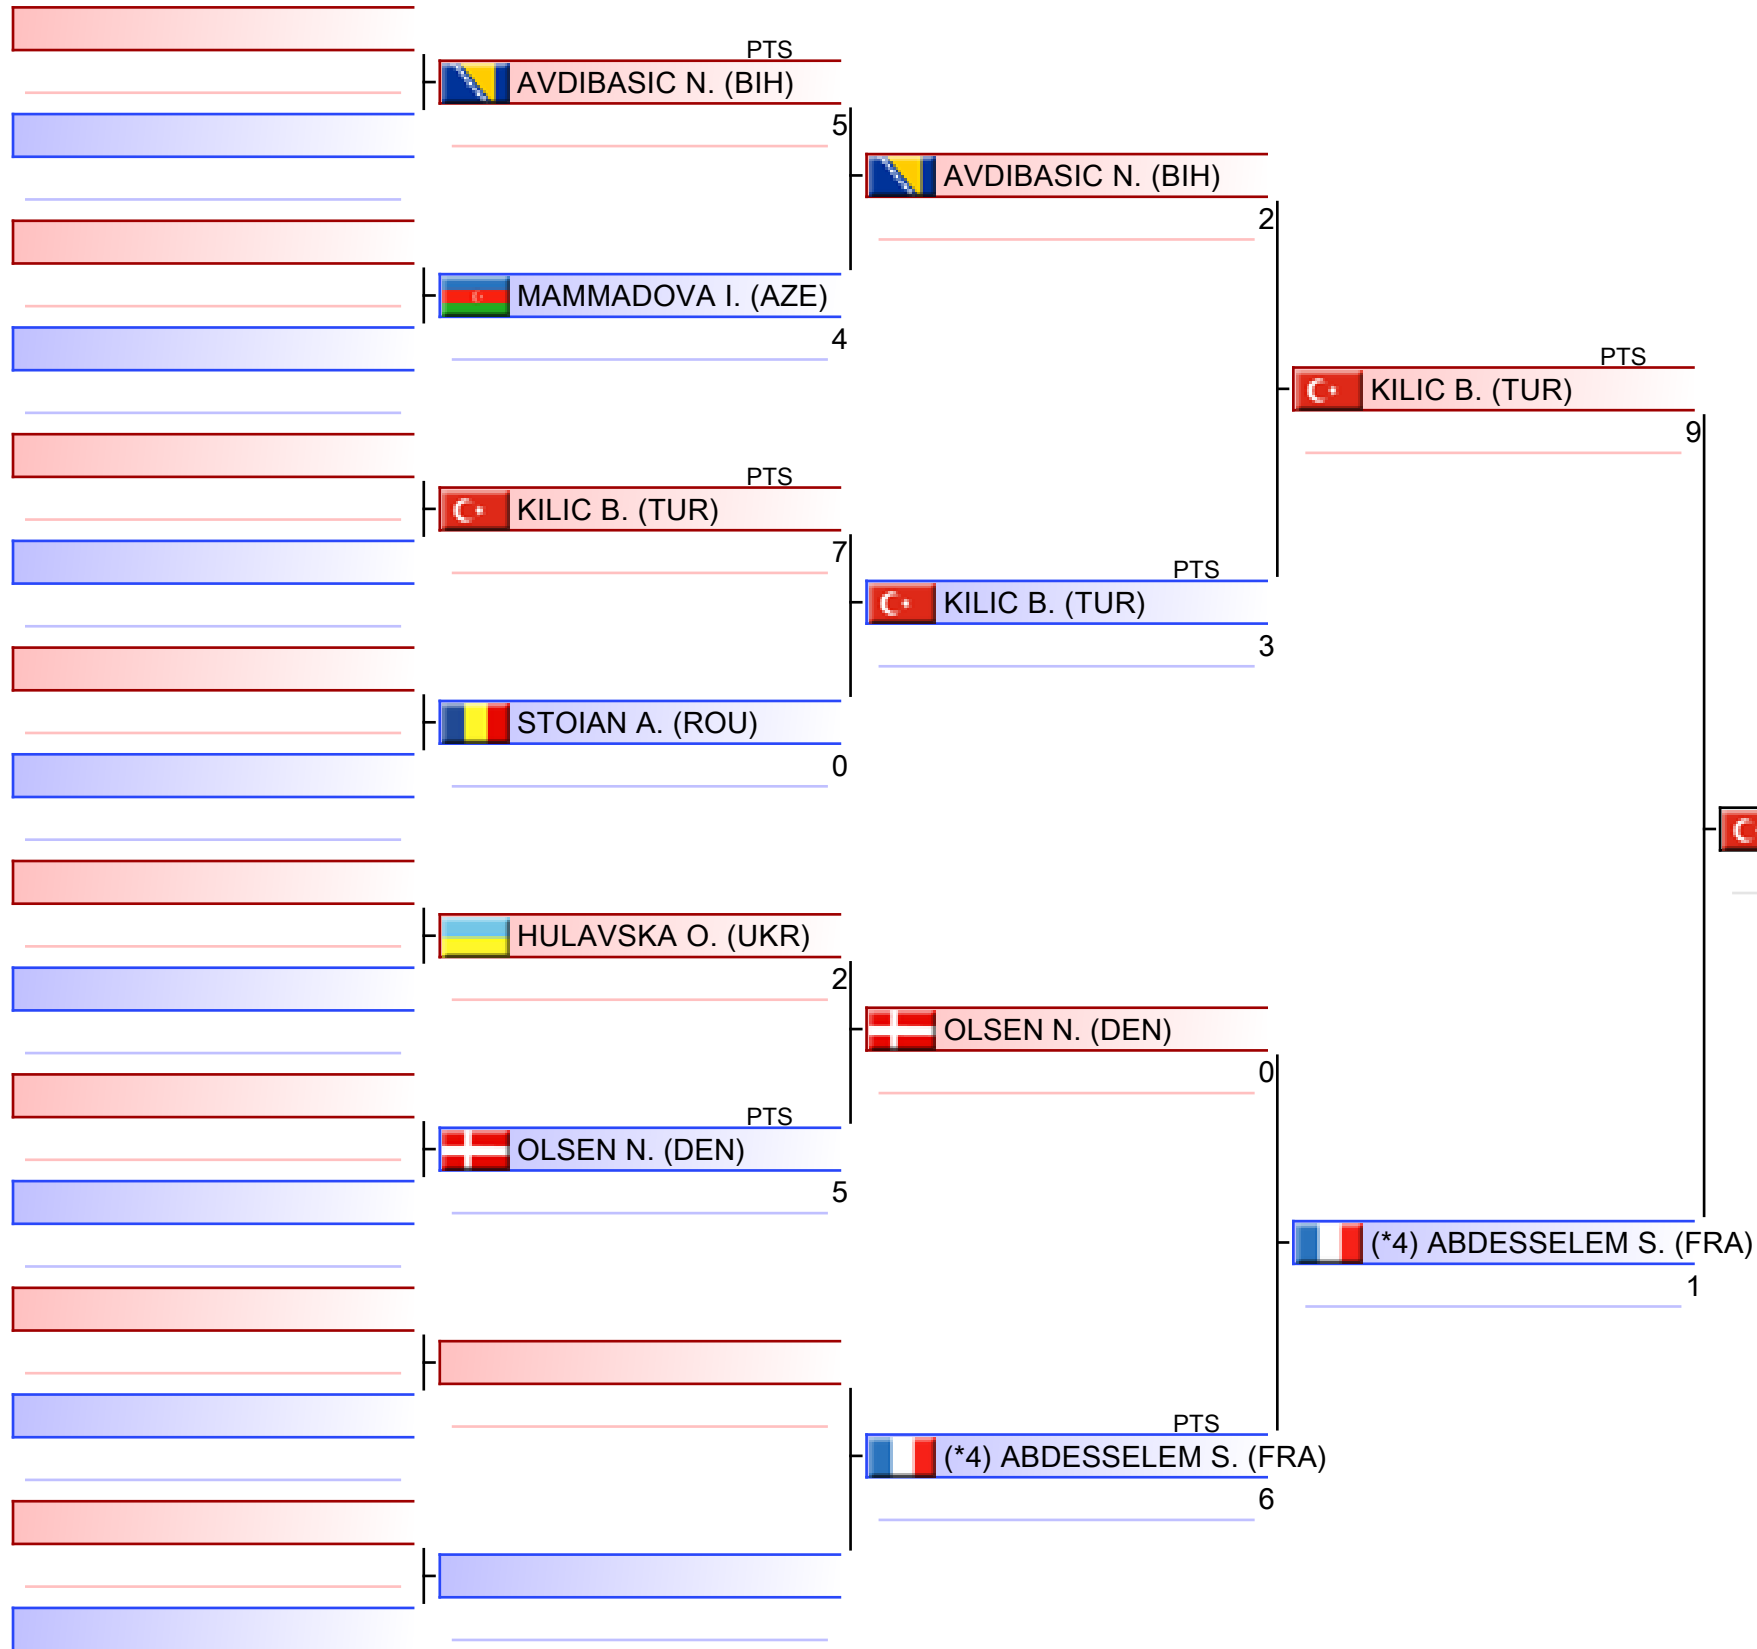 PTS
AVDIBASIC N. (BIH)
5
AVDIBASIC N. (BIH)
2
MAMMADOVA I. (AZE)
4
PTS
KILIC B. (TUR)
9
PTS
KILIC B. (TUR)
7
PTS
KILIC B. (TUR)
3
STOIAN A. (ROU)
0
HULAVSKA O. (UKR)
2
OLSEN N. (DEN)
0
PTS
OLSEN N. (DEN)
5
(*4) ABDESSELEM S. (FRA)
1
PTS
(*4) ABDESSELEM S. (FRA)
6